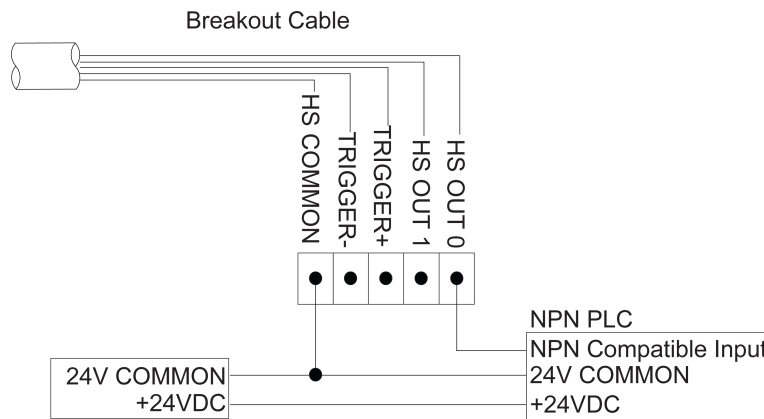 Breakout Cable
HS COMMON
TRIGGER-
TRIGGER+
HS OUT 1
HS OUT 0
NPN PLC
NPN Compatible Input
24V COMMON
+24VDC
24V COMMON
+24VDC